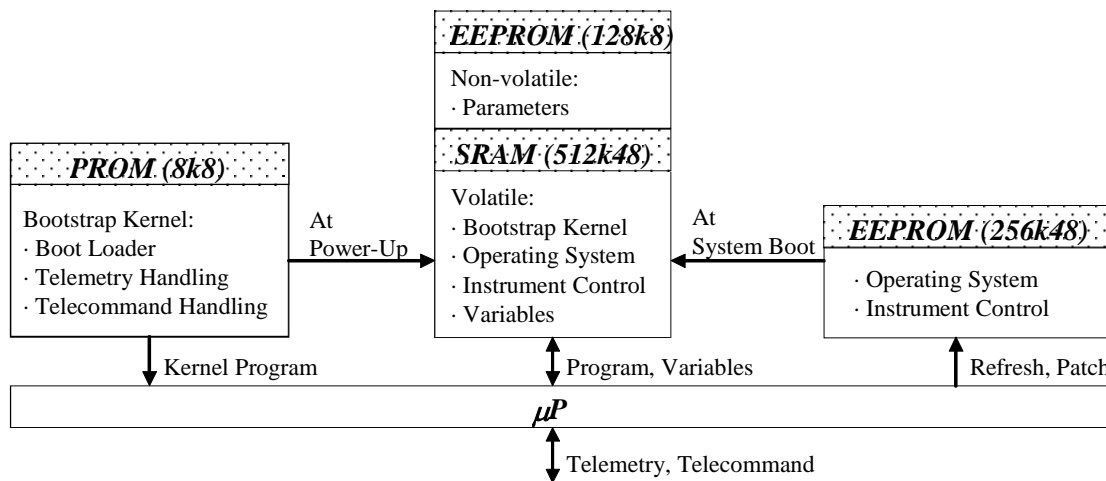 EEPROM (128k8)
Non-volatile:
· Parameters
PROM (8k8)
Bootstrap Kernel:
· Boot Loader
· Telemetry Handling
· Telecommand Handling
At
Power-Up
SRAM (512k48)
Volatile:
· Bootstrap Kernel
· Operating System
· Instrument Control
· Variables
At
System Boot
EEPROM (256k48)
· Operating System
· Instrument Control
Kernel Program
Program, Variables
Refresh, Patch
μP
Telemetry, Telecommand